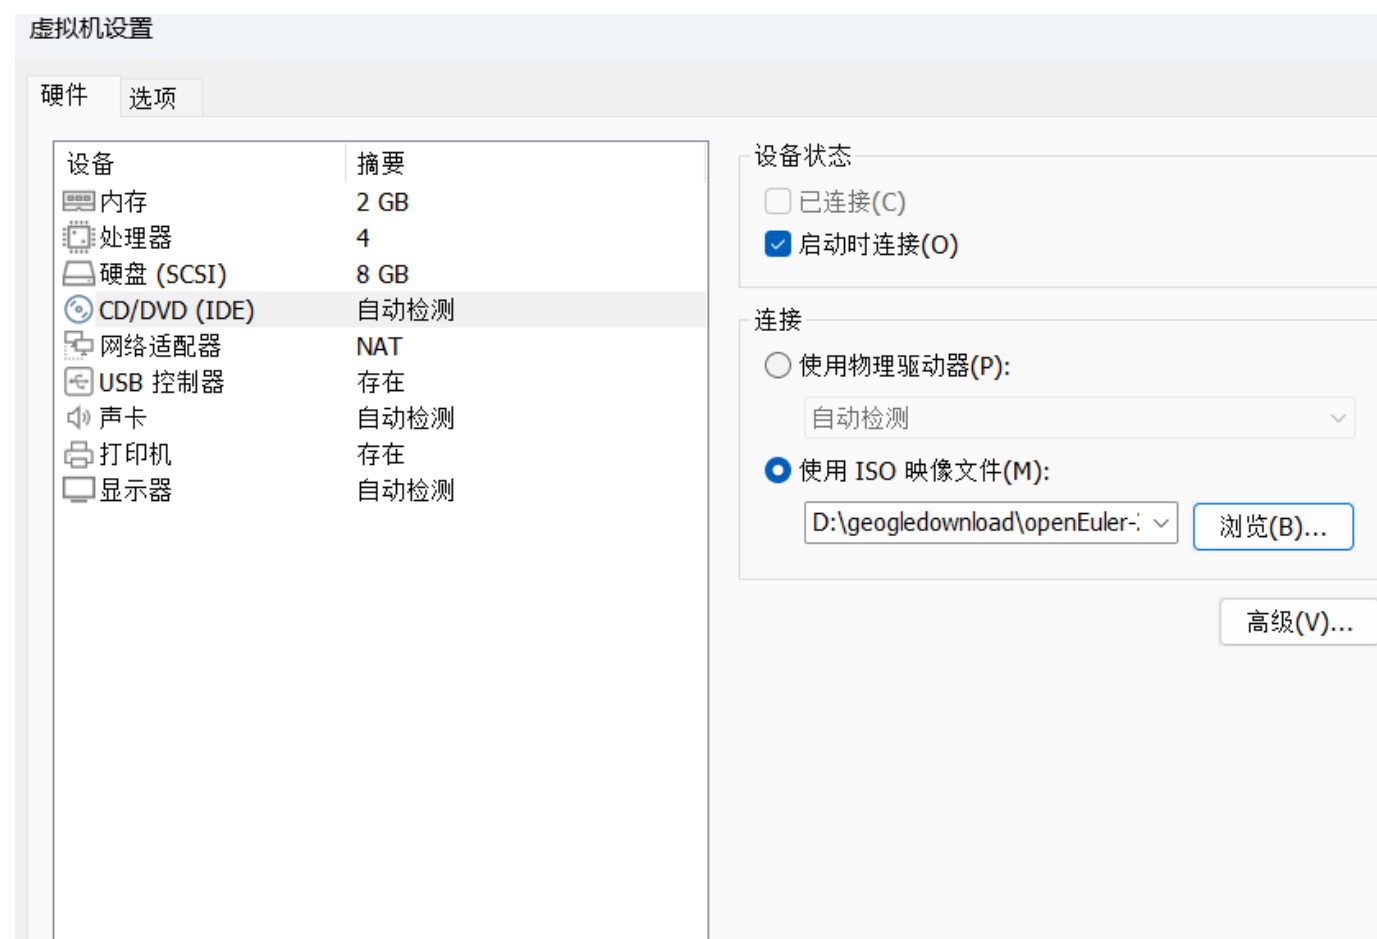 虚拟机设置
硬件 选项
设备 摘要
内存 2 GB
处理器 4
硬盘 (SCSI) 8 GB
CD/DVD (IDE) 自动检测
网络适配器 NAT
USB 控制器 存在
声卡 自动检测
打印机 存在
显示器 自动检测
设备状态
已连接(C)
启动时连接(O)
连接
使用物理驱动器(P):
自动检测
使用 ISO 映像文件(M):
D:\geogledownload\openEuler-
浏览(B)...
高级(V)...